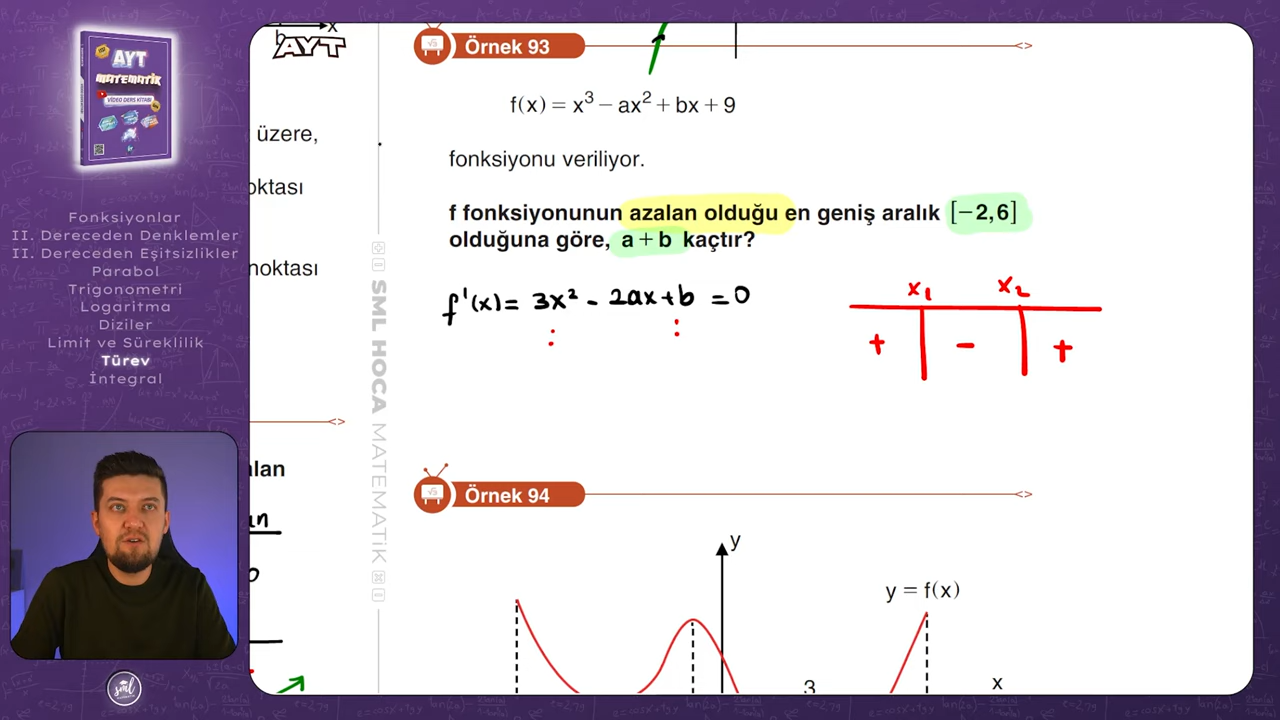 AYT
MATEMATİK
VİDEO DERS KİTABI
Fonksiyonlar
II. Dereceden Denklemler
II. Dereceden Eşitsizlikler
Parabol
Trigonometri
Logaritma
Diziler
Limit ve Süreklilik
Türev
İntegral
sml
x
AYT
üzere,
oktası
noktası
lan
an
SML HOCA MATEMATİK
Örnek 93
f(x) = x³ − ax² + bx + 9
fonksiyonu veriliyor.
f fonksiyonunun azalan olduğu en geniş aralık [−2,6]
olduğuna göre, a + b kaçtır?
f'(x) = 3x² - 2ax + b = 0
x₁ x₂
+ - +
Örnek 94
y
y = f(x)
3
x